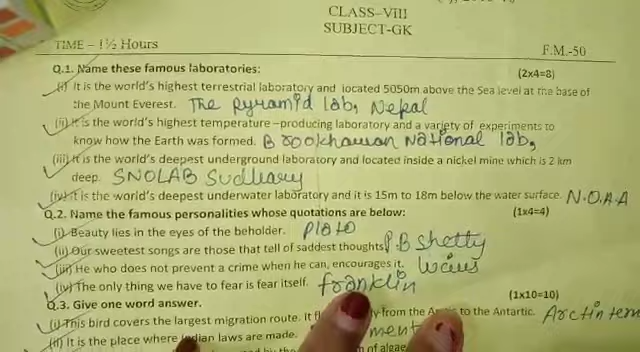 CLASS–VIII
SUBJECT-GK
TIME – 1½ Hours F.M.-50
Q.1. Name these famous laboratories: (2x4=8)
(i) It is the world's highest terrestrial laboratory and located 5050m above the Sea level at the base of
the Mount Everest. The Pyramid lab, Nepal
(ii) It is the world's highest temperature –producing laboratory and a variety of experiments to
know how the Earth was formed. Brookhawan National lab,
(iii) It is the world's deepest underground laboratory and located inside a nickel mine which is 2 km
deep. SNOLAB Sudbury
(iv) It is the world's deepest underwater laboratory and it is 15m to 18m below the water surface. N.O.A.A
Q.2. Name the famous personalities whose quotations are below: (1x4=4)
(i) Beauty lies in the eyes of the beholder. Plato
(ii) Our sweetest songs are those that tell of saddest thoughts. P.B Shetty
(iii) He who does not prevent a crime when he can, encourages it.
(iv) The only thing we have to fear is fear itself. franklin
Q.3. Give one word answer. (1x10=10)
(i) This bird covers the largest migration route. It from the to the Antartic. Arctin tern
(ii) It is the place where Indian laws are made. ment
of algae